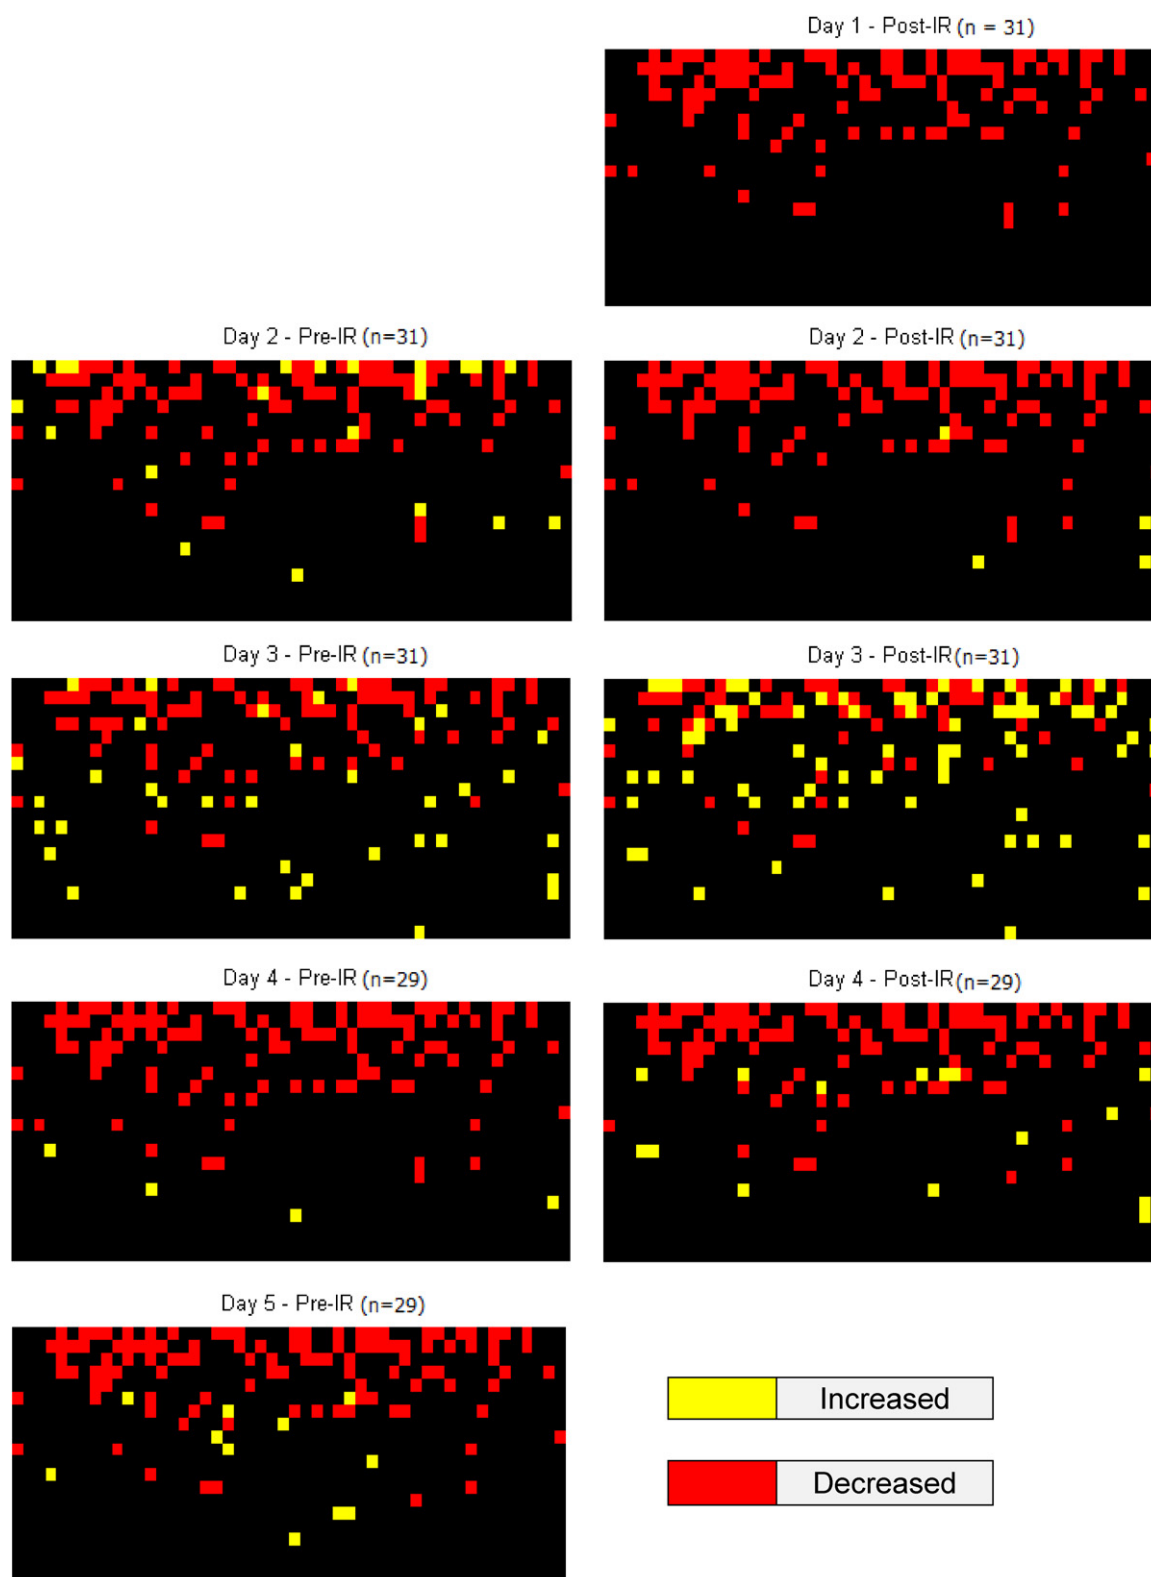 Day 1 - Post-IR (n = 31)
Day 2 - Pre-IR (n=31)
Day 2 - Post-IR (n=31)
Day 3 - Pre-IR (n=31)
Day 3 - Post-IR(n=31)
Day 4 - Pre-IR (n=29)
Day 4 - Post-IR(n=29)
Day 5 - Pre-IR (n=29)
Increased
Decreased